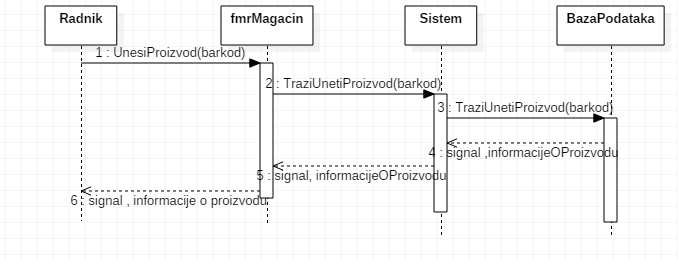 Radnik
fmrMagacin
Sistem
BazaPodataka
1 : UnesiProizvod(barkod)
2 : TraziUnetiProizvod(barkod)
3 : TraziUnetiProizvod(barkod)
4 : signal ,informacijeOProizvodu
5 : signal, informacijeOProizvodu
6 : signal , informacije o proizvodu